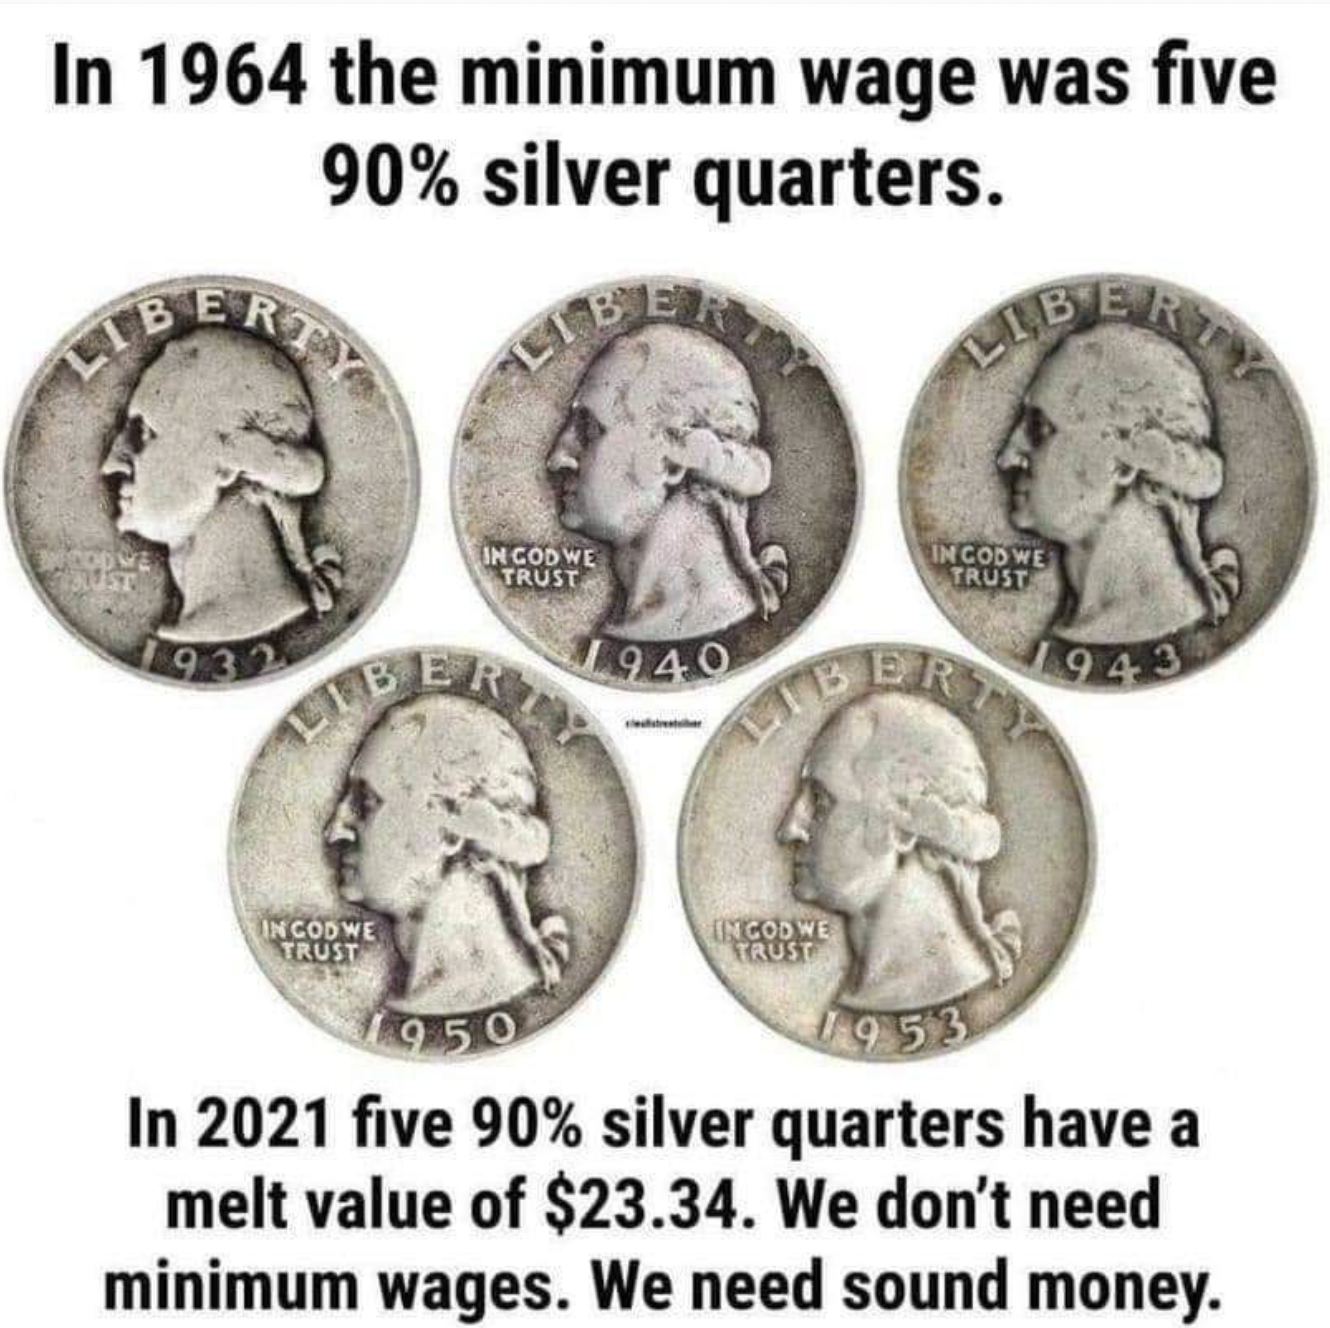 In 1964 the minimum wage was five
90% silver quarters.
LIBERTY
WE
1932
LIBERTY
IN GOD WE
TRUST
1940
LIBERTY
IN GOD WE
TRUST
1943
LIBERTY
IN GOD WE
TRUST
1950
LIBERTY
IN GOD WE
TRUST
1953
In 2021 five 90% silver quarters have a
melt value of $23.34. We don't need
minimum wages. We need sound money.